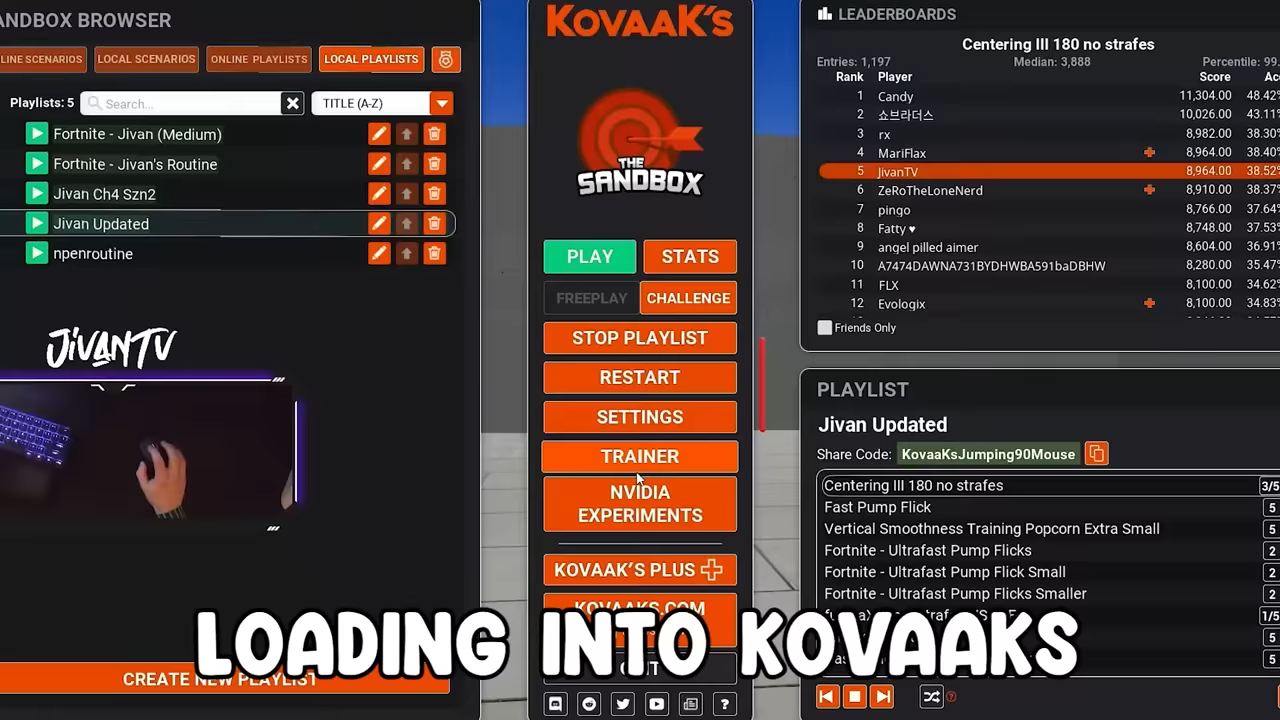 ANDBOX BROWSER
LINE SCENARIOS
LOCAL SCENARIOS
ONLINE PLAYLISTS
LOCAL PLAYLISTS
Playlists: 5
Search...
TITLE (A-Z)
Fortnite - Jivan (Medium)
Fortnite - Jivan's Routine
Jivan Ch4 Szn2
Jivan Updated
npenroutine
JivanTV
CREATE NEW PLAYLIST
KOVAAK'S
THE
SANDBOX
PLAY
STATS
FREEPLAY
CHALLENGE
STOP PLAYLIST
RESTART
SETTINGS
TRAINER
NVIDIA
EXPERIMENTS
KOVAAK'S PLUS
KOVAAKS.COM
QUIT
LEADERBOARDS
Centering III 180 no strafes
Entries: 1,197 Median: 3,888 Percentile: 99.
Rank Player Score Acc
1 Candy 11,304.00 48.42%
2 쇼브라더스 10,026.00 43.11%
3 rx 8,982.00 38.30%
4 MariFlax 8,964.00 38.40%
5 JivanTV 8,964.00 38.52%
6 ZeRoTheLoneNerd 8,910.00 38.37%
7 pingo 8,766.00 37.64%
8 Fatty ♥ 8,748.00 37.53%
9 angel pilled aimer 8,604.00 36.91%
10 A7474DAWNA731BYDHWBA591baDBHW 8,280.00 35.47%
11 FLX 8,100.00 34.62%
12 Evologix 8,100.00 34.83%
Friends Only
PLAYLIST
Jivan Updated
Share Code: KovaaKsJumping90Mouse
Centering III 180 no strafes 3/5
Fast Pump Flick 5
Vertical Smoothness Training Popcorn Extra Small 5
Fortnite - Ultrafast Pump Flicks 2
Fortnite - Ultrafast Pump Flick Small 2
Fortnite - Ultrafast Pump Flicks Smaller 2
1/5
5
5
LOADING INTO KOVAAKS